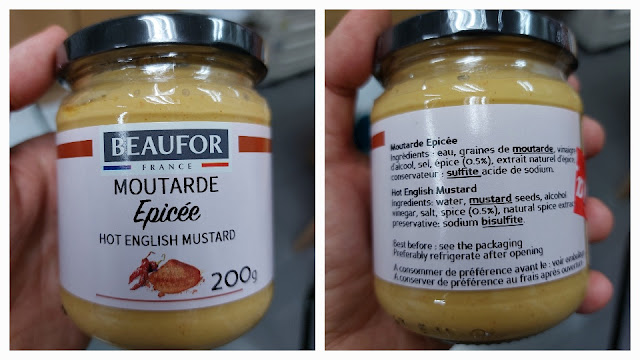 BEAUFOR
FRANCE
MOUTARDE
Epicée
HOT ENGLISH MUSTARD
200g
Moutarde Epicée
Ingrédients : eau, graines de moutarde, vinaigre
d'alcool, sel, épice (0.5%), extrait naturel d'épice,
conservateur : sulfite acide de sodium.
Hot English Mustard
Ingredients: water, mustard seeds, alcohol
vinegar, salt, spice (0.5%), natural spice extract
preservative: sodium bisulfite.
Best before : see the packaging
Preferably refrigerate after opening
A consommer de préférence avant le : voir
A conserver de préférence au frais après ouverture